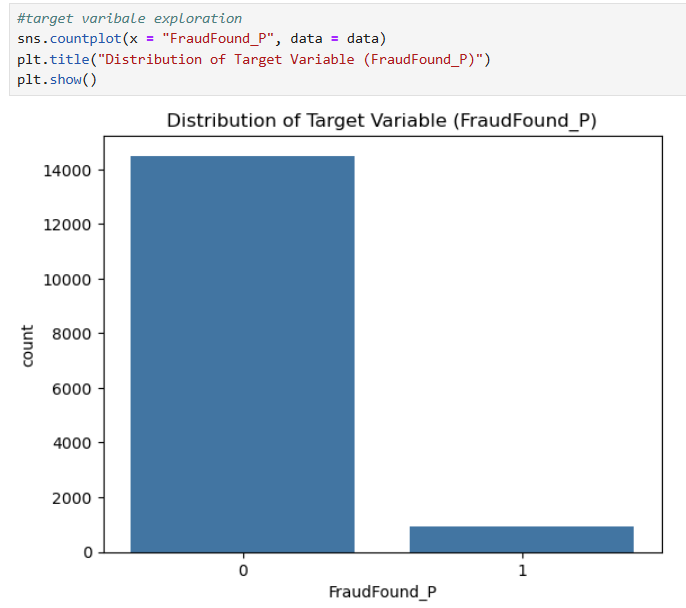 #target varibale exploration
sns.countplot(x = "FraudFound_P", data = data)
plt.title("Distribution of Target Variable (FraudFound_P)")
plt.show()
Distribution of Target Variable (FraudFound_P)
14000
12000
10000
8000
6000
4000
2000
0
count
0 1
FraudFound_P